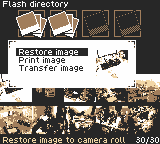 Flash directory
Restore image
Print image
Transfer image
Restore image to camera roll 30/30